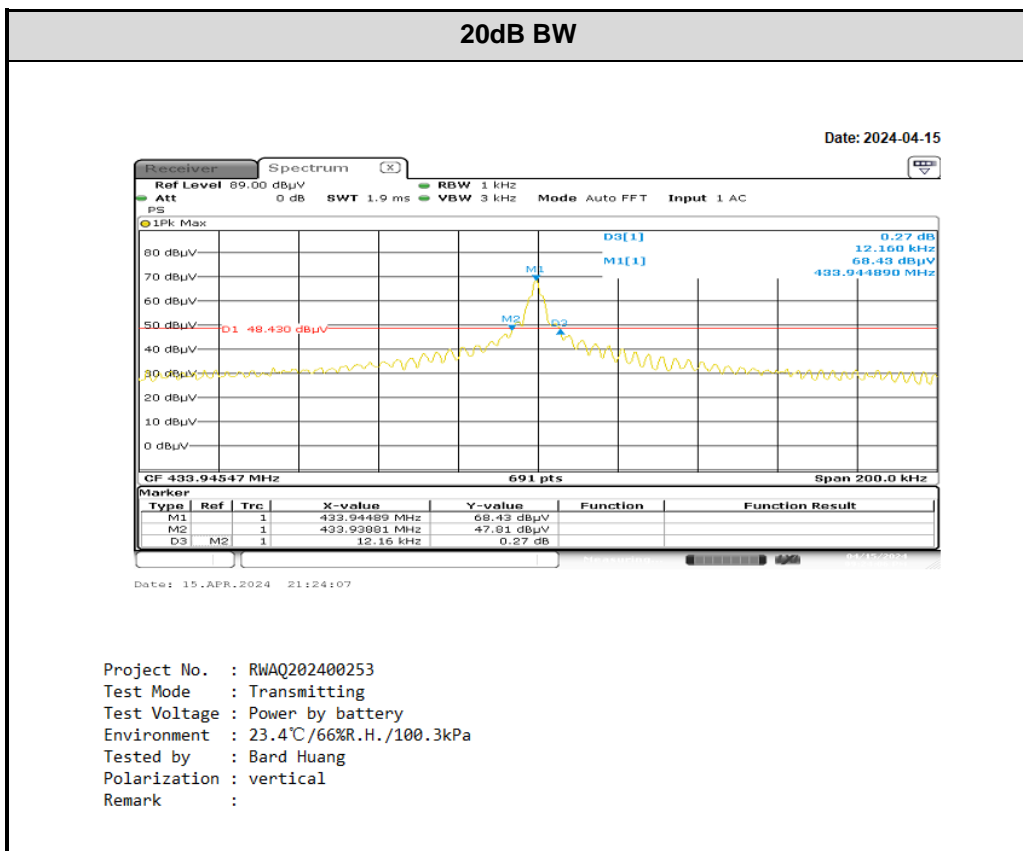 20dB BW
Date: 2024-04-15
Receiver Spectrum X
Ref Level 89.00 dBµV RBW 1 kHz
Att 0 dB SWT 1.9 ms VBW 3 kHz Mode Auto FFT Input 1 AC
PS
1Pk Max
D3[1] 0.27 dB
12.160 kHz
M1[1] 68.43 dBµV
433.944890 MHz
80 dBµV
70 dBµV
M1
60 dBµV
50 dBµV
D1 48.430 dBµV
M2
D3
40 dBµV
30 dBµV
20 dBµV
10 dBµV
0 dBµV
CF 433.94547 MHz 691 pts Span 200.0 kHz
Marker
Type Ref Trc X-value Y-value Function Function Result
M1 1 433.94489 MHz 68.43 dBµV
M2 1 433.93881 MHz 47.81 dBµV
D3 M2 1 12.16 kHz 0.27 dB
Measuring... 04/15/2024
Date: 15.APR.2024 21:24:07
Project No. : RWAQ202400253
Test Mode : Transmitting
Test Voltage : Power by battery
Environment : 23.4℃/66%R.H./100.3kPa
Tested by : Bard Huang
Polarization : vertical
Remark :